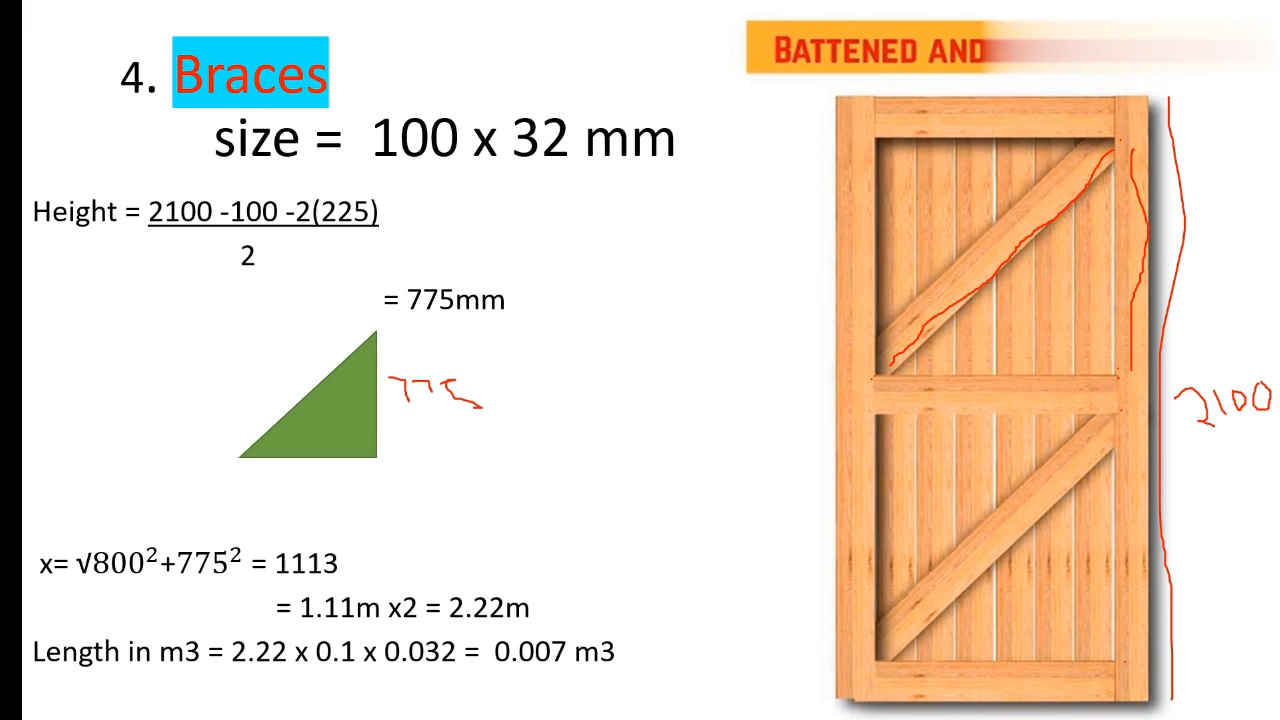 4. Braces
size = 100 x 32 mm
Height = 2100 -100 -2(225)
2
= 775mm
775
x= √800²+775² = 1113
= 1.11m x2 = 2.22m
Length in m3 = 2.22 x 0.1 x 0.032 = 0.007 m3
BATTENED AND
2100